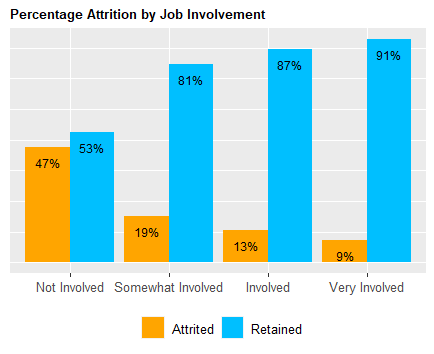 Percentage Attrition by Job Involvement
47% 53% 81% 87% 91%
19% 13% 9%
Not Involved Somewhat Involved Involved Very Involved
Attrited Retained